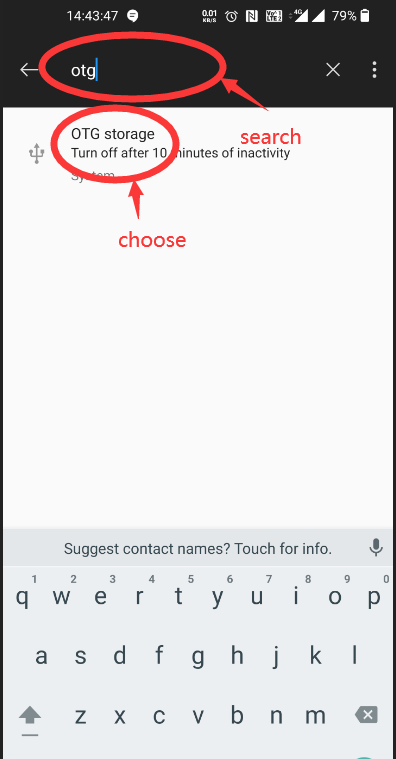 14:43:47
0.01 KB/S
4G
79%
otg
search
OTG storage
Turn off after 10 minutes of inactivity
System
choose
Suggest contact names? Touch for info.
1 2 3 4 5 6 7 8 9 0
q w e r t y u i o p
a s d f g h j k l
z x c v b n m